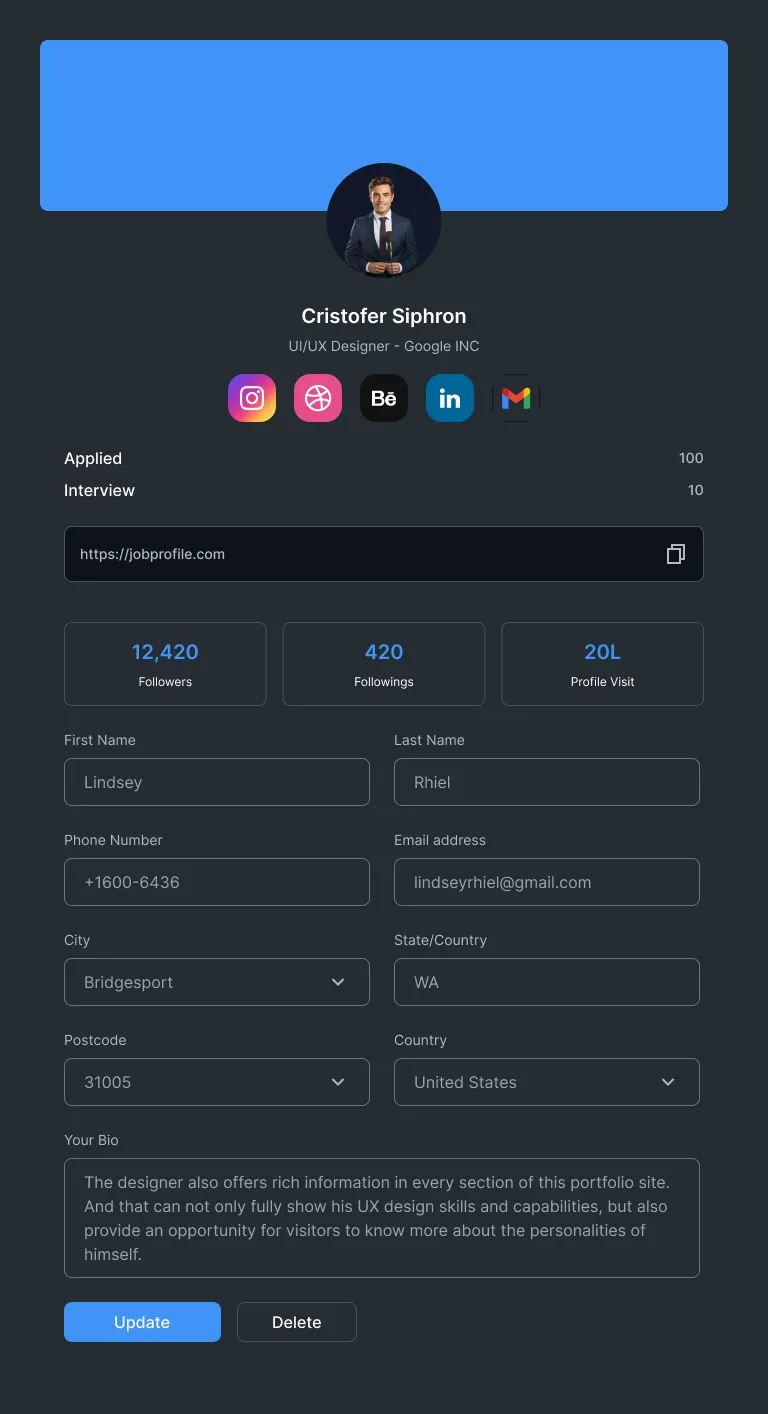 Cristofer Siphron
UI/UX Designer - Google INC
Bē
in
Applied 100
Interview 10
https://jobprofile.com
12,420
Followers
420
Followings
20L
Profile Visit
First Name
Lindsey
Last Name
Rhiel
Phone Number
+1600-6436
Email address
lindseyrhiel@gmail.com
City
Bridgesport
State/Country
WA
Postcode
31005
Country
United States
Your Bio
The designer also offers rich information in every section of this portfolio site.
And that can not only fully show his UX design skills and capabilities, but also
provide an opportunity for visitors to know more about the personalities of
himself.
Update
Delete